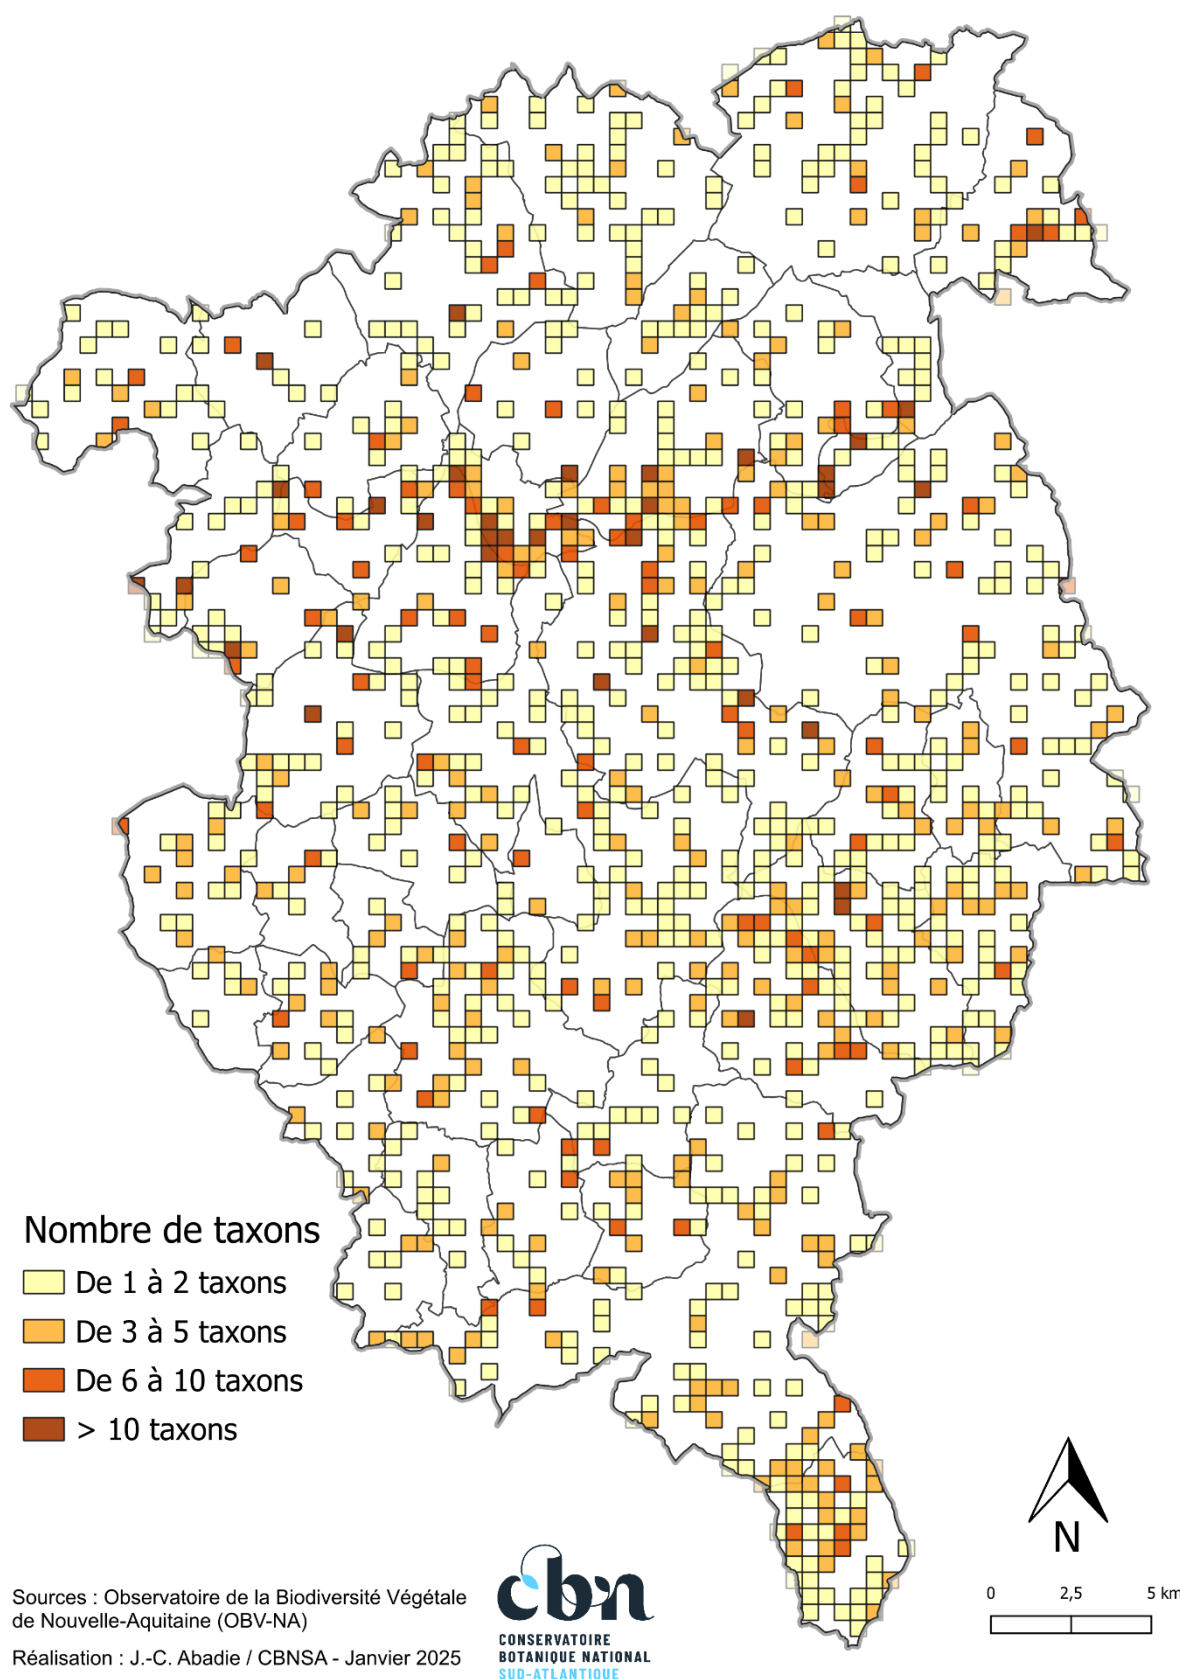 Nombre de taxons
De 1 à 2 taxons
De 3 à 5 taxons
De 6 à 10 taxons
> 10 taxons
N
0 2,5 5 km
Sources : Observatoire de la Biodiversité Végétale
de Nouvelle-Aquitaine (OBV-NA)
Réalisation : J.-C. Abadie / CBNSA - Janvier 2025
cbn
CONSERVATOIRE
BOTANIQUE NATIONAL
SUD-ATLANTIQUE